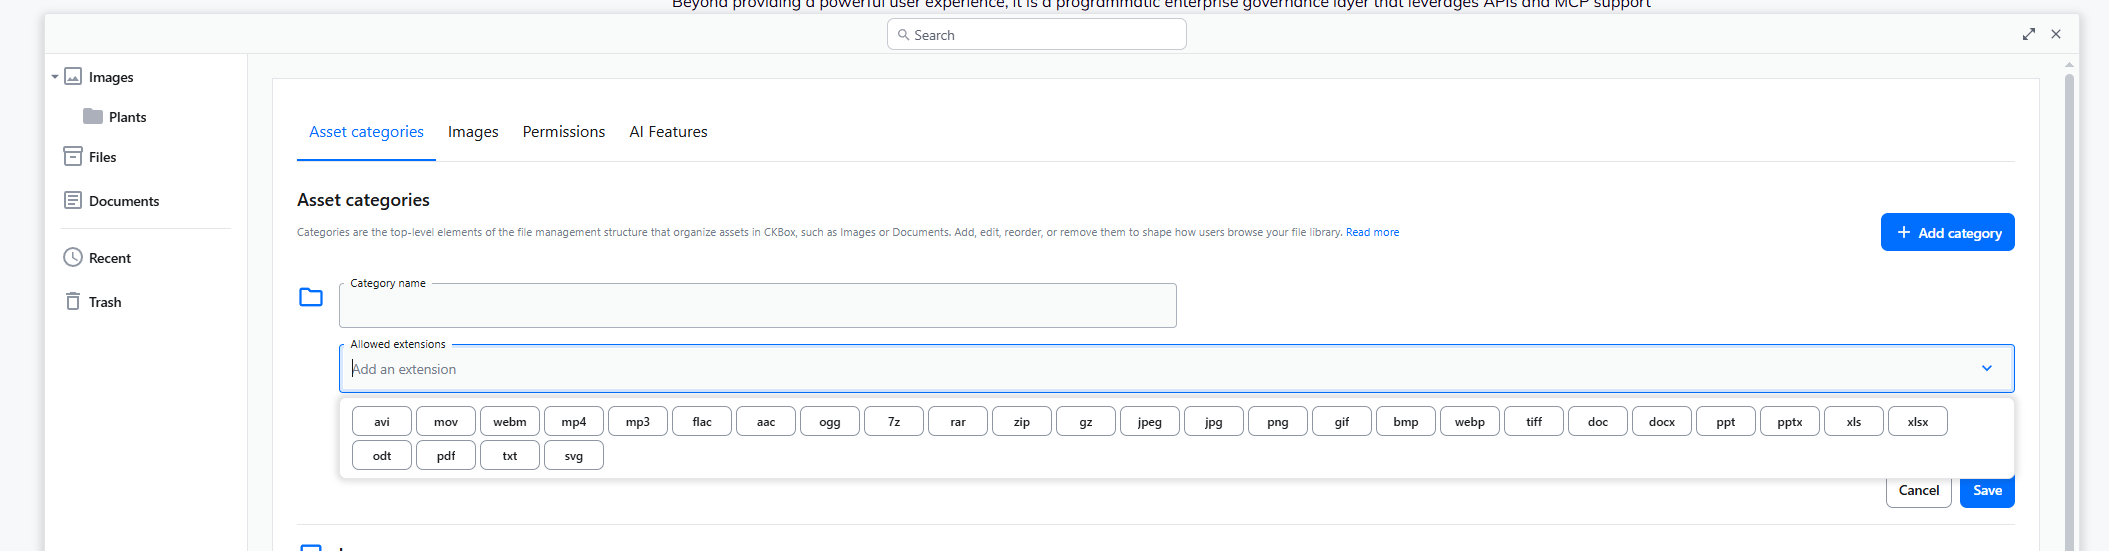 Beyond providing a powerful user experience, it is a programmatic enterprise governance layer that leverages APIs and MCP support
Search
Images
Plants
Files
Documents
Recent
Trash
Asset categories Images Permissions AI Features
Asset categories
Categories are the top-level elements of the file management structure that organize assets in CKBox, such as Images or Documents. Add, edit, reorder, or remove them to shape how users browse your file library. Read more
+ Add category
Category name
Allowed extensions
Add an extension
avi mov webm mp4 mp3 flac aac ogg 7z rar zip gz jpeg jpg png gif bmp webp tiff doc docx ppt pptx xls xlsx
odt pdf txt svg
Cancel Save